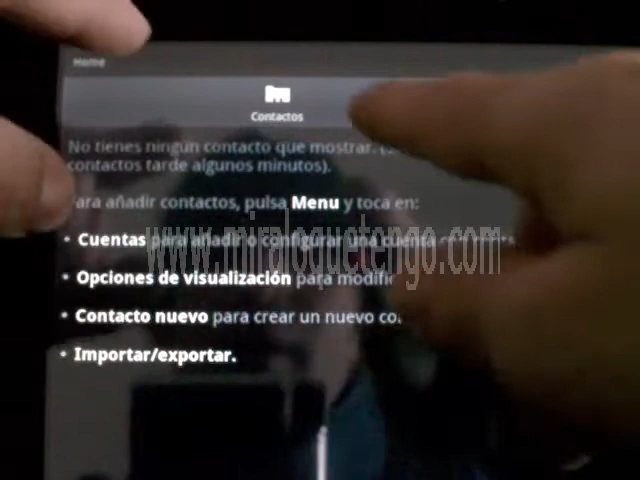 Home
Contactos
No tienes ningún contacto que mostrar.
contactos tarde algunos minutos).
ara añadir contactos, pulsa Menu y toca en:
• Cuentas para añadir o configurar una cuenta con
www.miraloquetengo.com
• Opciones de visualización para modifi
• Contacto nuevo para crear un nuevo co
• Importar/exportar.